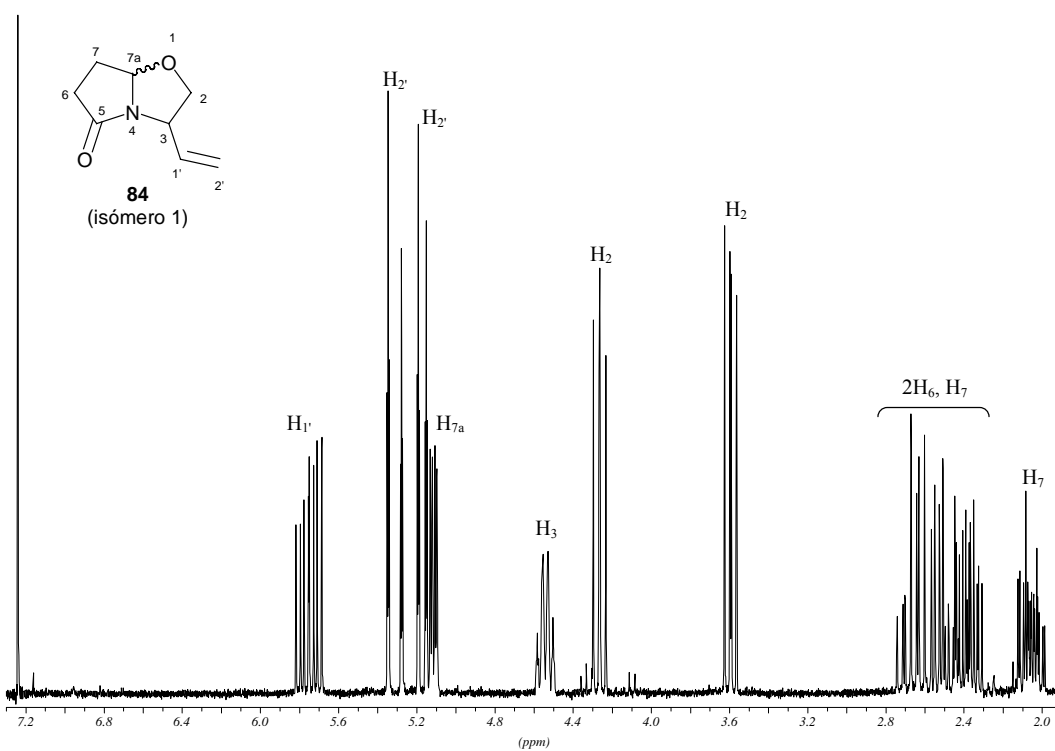 7
7a
O
1
6
5
N
4
2
3
O
1'
2'
84
(isómero 1)
H2'
H2'
H2
H2
2H6, H7
H1'
H7a
H3
H7
7.2 6.8 6.4 6.0 5.6 5.2 4.8 4.4 4.0 3.6 3.2 2.8 2.4 2.0
(ppm)